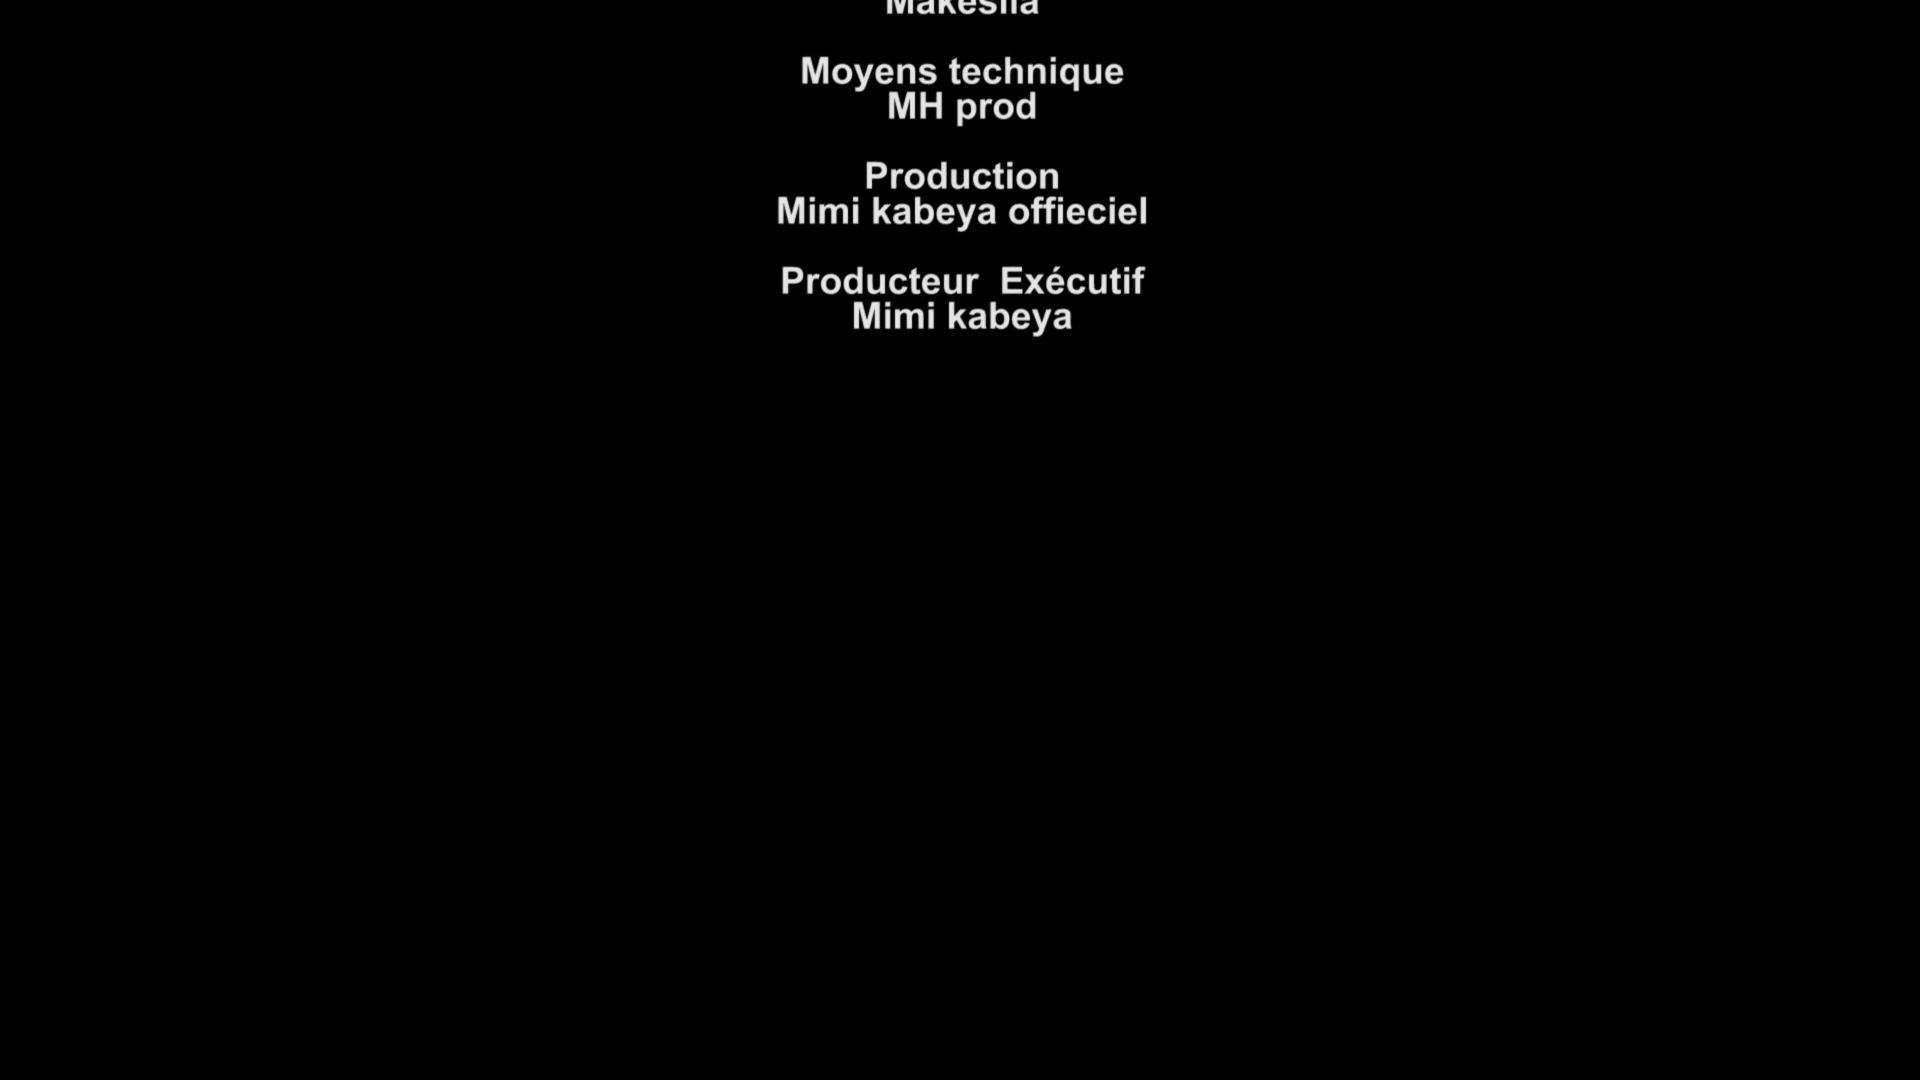 Moyens technique
MH prod
Production
Mimi kabeya offieciel
Producteur  Exécutif
Mimi kabeya